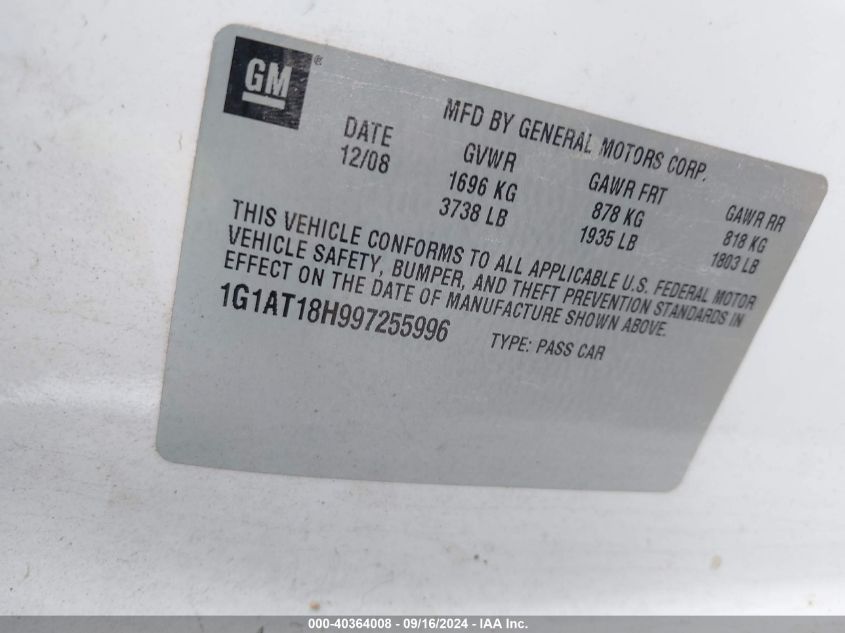 GM®
MFD BY GENERAL MOTORS CORP.
DATE GVWR GAWR FRT GAWR RR
12/08 1696 KG 878 KG 818 KG
3738 LB 1935 LB 1803 LB
THIS VEHICLE CONFORMS TO ALL APPLICABLE U.S. FEDERAL MOTOR
VEHICLE SAFETY, BUMPER, AND THEFT PREVENTION STANDARDS IN
EFFECT ON THE DATE OF MANUFACTURE SHOWN ABOVE.
1G1AT18H997255996 TYPE: PASS CAR
000-40364008 - 09/16/2024 - IAA Inc.